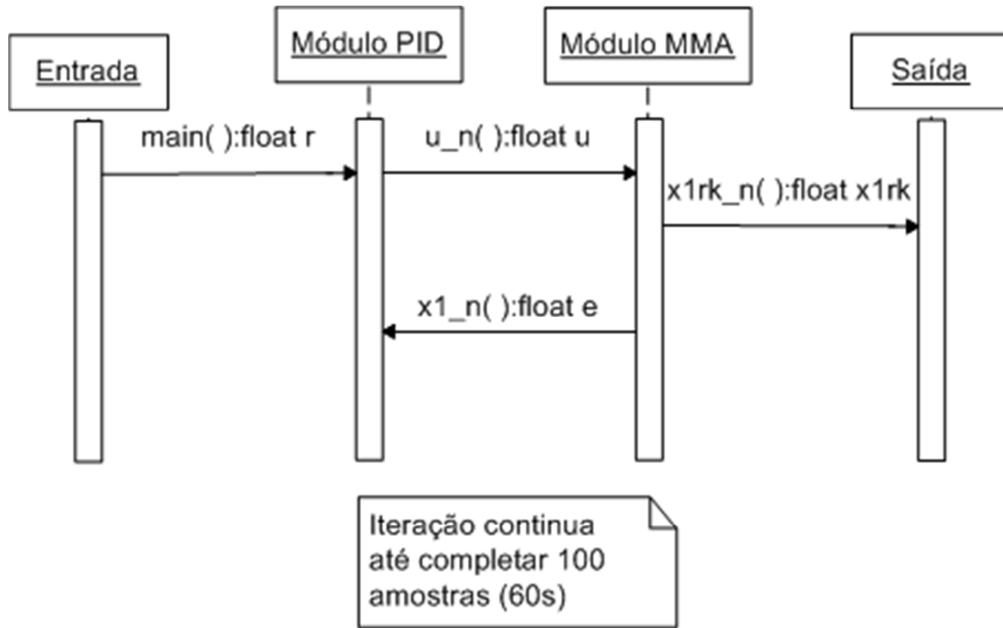 Entrada
Módulo PID
Módulo MMA
Saída
main( ):float r
u_n( ):float u
x1rk_n( ):float x1rk
x1_n( ):float e
Iteração continua
até completar 100
amostras (60s)